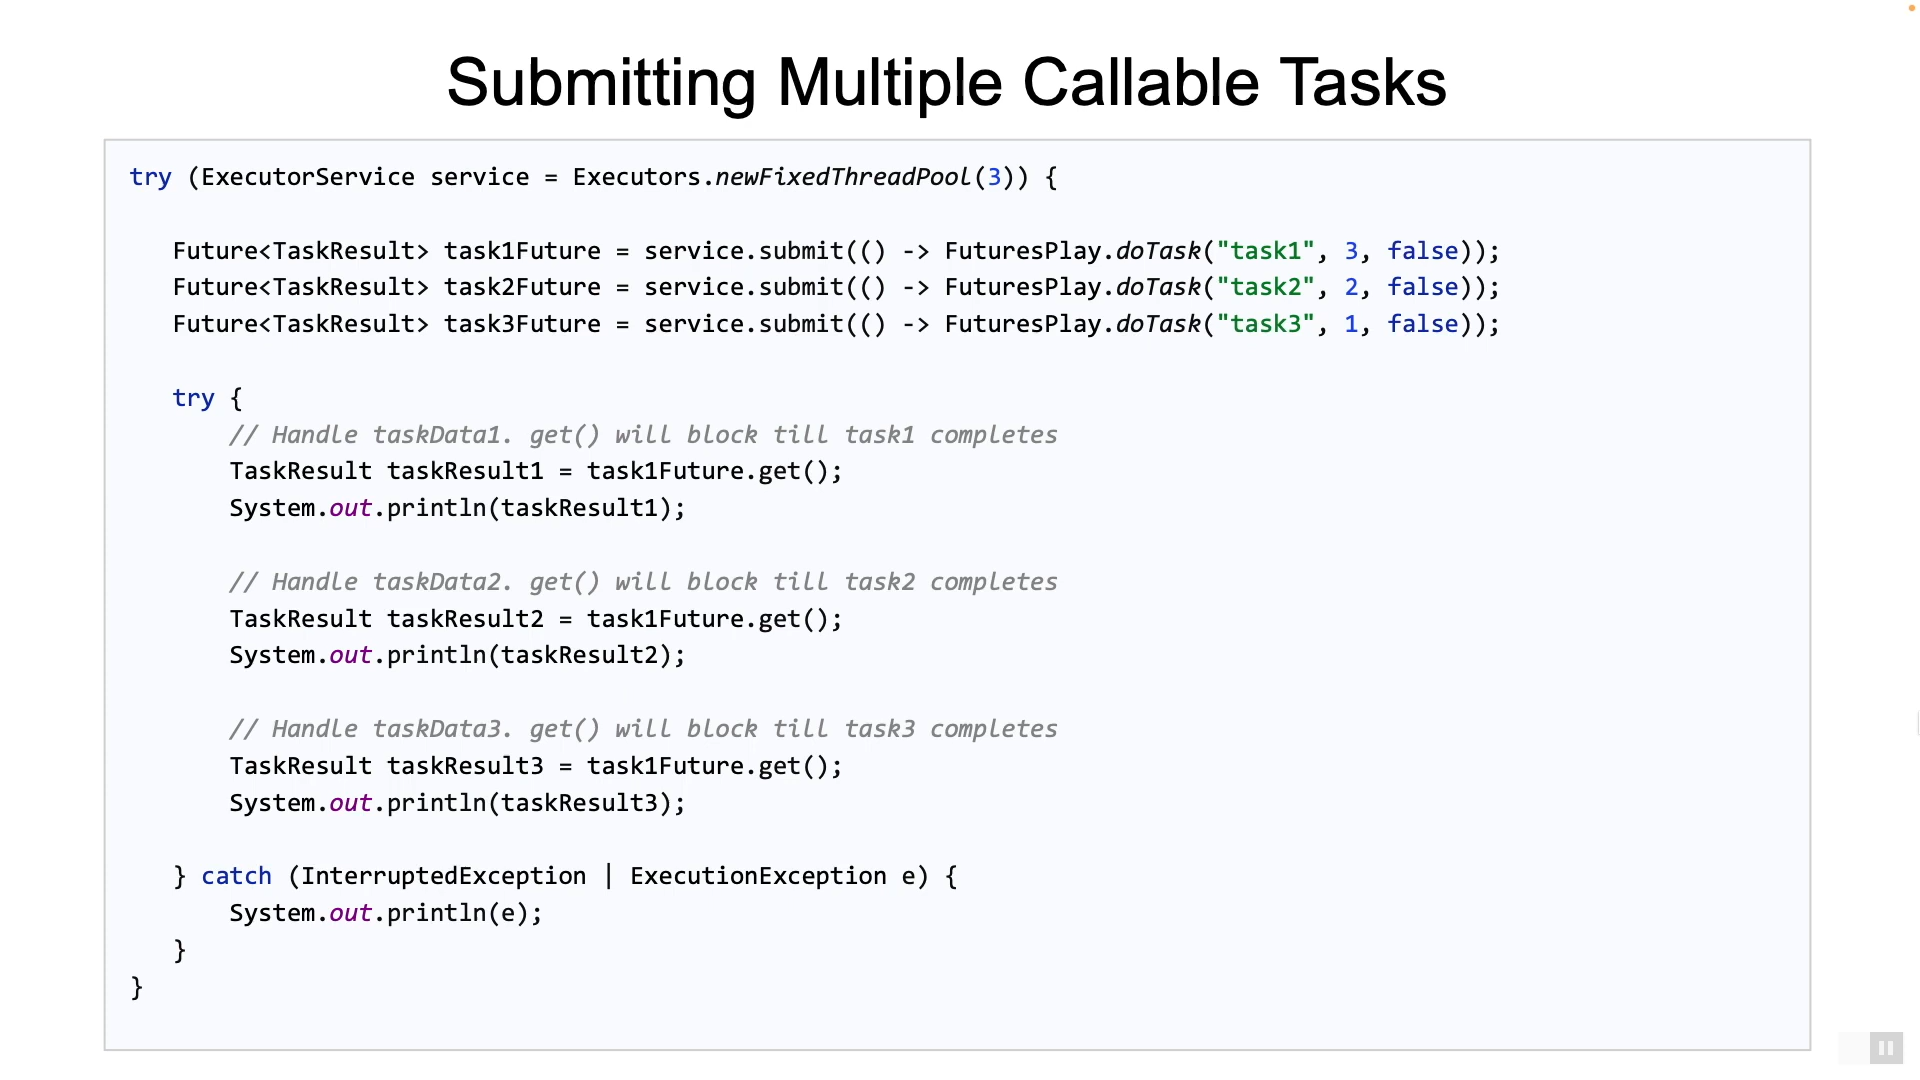 Submitting Multiple Callable Tasks
try (ExecutorService service = Executors.newFixedThreadPool(3)) {
Future<TaskResult> task1Future = service.submit(() -> FuturesPlay.doTask("task1", 3, false));
Future<TaskResult> task2Future = service.submit(() -> FuturesPlay.doTask("task2", 2, false));
Future<TaskResult> task3Future = service.submit(() -> FuturesPlay.doTask("task3", 1, false));
try {
// Handle taskData1. get() will block till task1 completes
TaskResult taskResult1 = task1Future.get();
System.out.println(taskResult1);
// Handle taskData2. get() will block till task2 completes
TaskResult taskResult2 = task1Future.get();
System.out.println(taskResult2);
// Handle taskData3. get() will block till task3 completes
TaskResult taskResult3 = task1Future.get();
System.out.println(taskResult3);
} catch (InterruptedException | ExecutionException e) {
System.out.println(e);
}
}